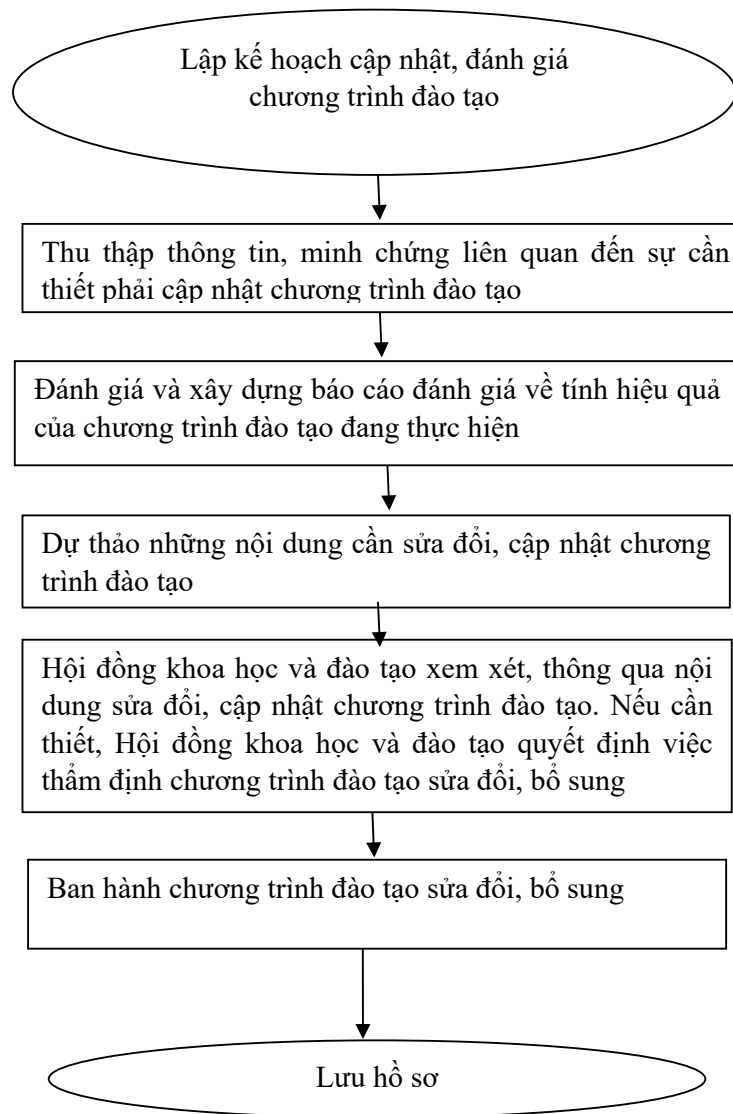 Lập kế hoạch cập nhật, đánh giá
chương trình đào tạo
Thu thập thông tin, minh chứng liên quan đến sự cần
thiết phải cập nhật chương trình đào tạo
Đánh giá và xây dựng báo cáo đánh giá về tính hiệu quả
của chương trình đào tạo đang thực hiện
Dự thảo những nội dung cần sửa đổi, cập nhật chương
trình đào tạo
Hội đồng khoa học và đào tạo xem xét, thông qua nội
dung sửa đổi, cập nhật chương trình đào tạo. Nếu cần
thiết, Hội đồng khoa học và đào tạo quyết định việc
thẩm định chương trình đào tạo sửa đổi, bổ sung
Ban hành chương trình đào tạo sửa đổi, bổ sung
Lưu hồ sơ